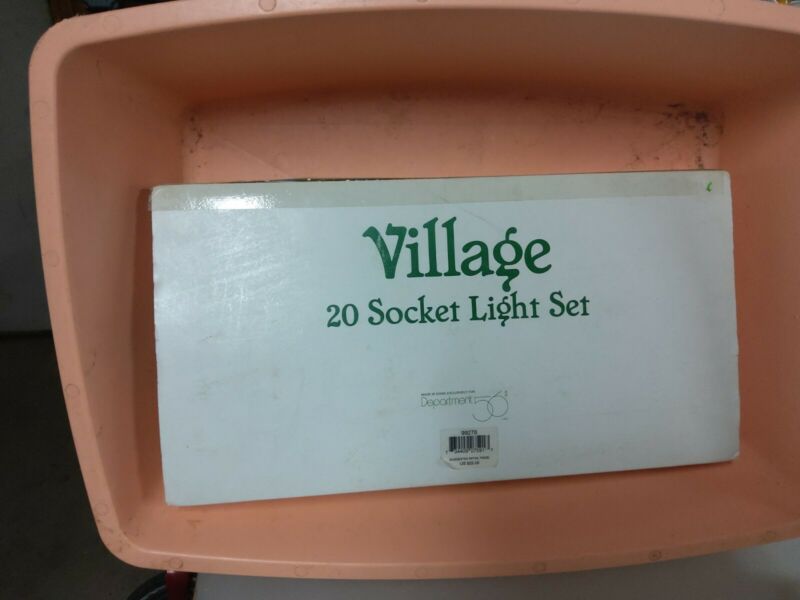 Village
20 Socket Light Set
Department 56
99278